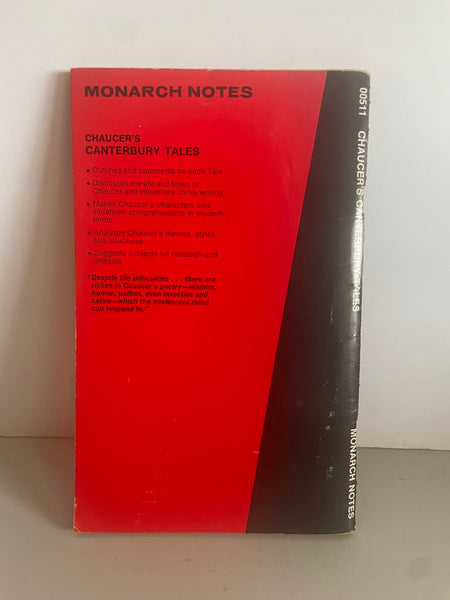 MONARCH NOTES
CHAUCER'S
CANTERBURY TALES
• Outlines and comments on each Tale
• Discusses the life and times of
Chaucer and influences on his writing
• Makes Chaucer's characters and
situations comprehensible in modern
terms
• Analyzes Chaucer's themes, styles,
and structures
• Suggests subjects for research and
analysis
"Despite the difficulties . . . there are
riches in Chaucer's poetry—wisdom,
humor, pathos, even invective and
satire—which the adolescent mind
can respond to."
00511 CHAUCER'S CANTERBURY TALES MONARCH NOTES